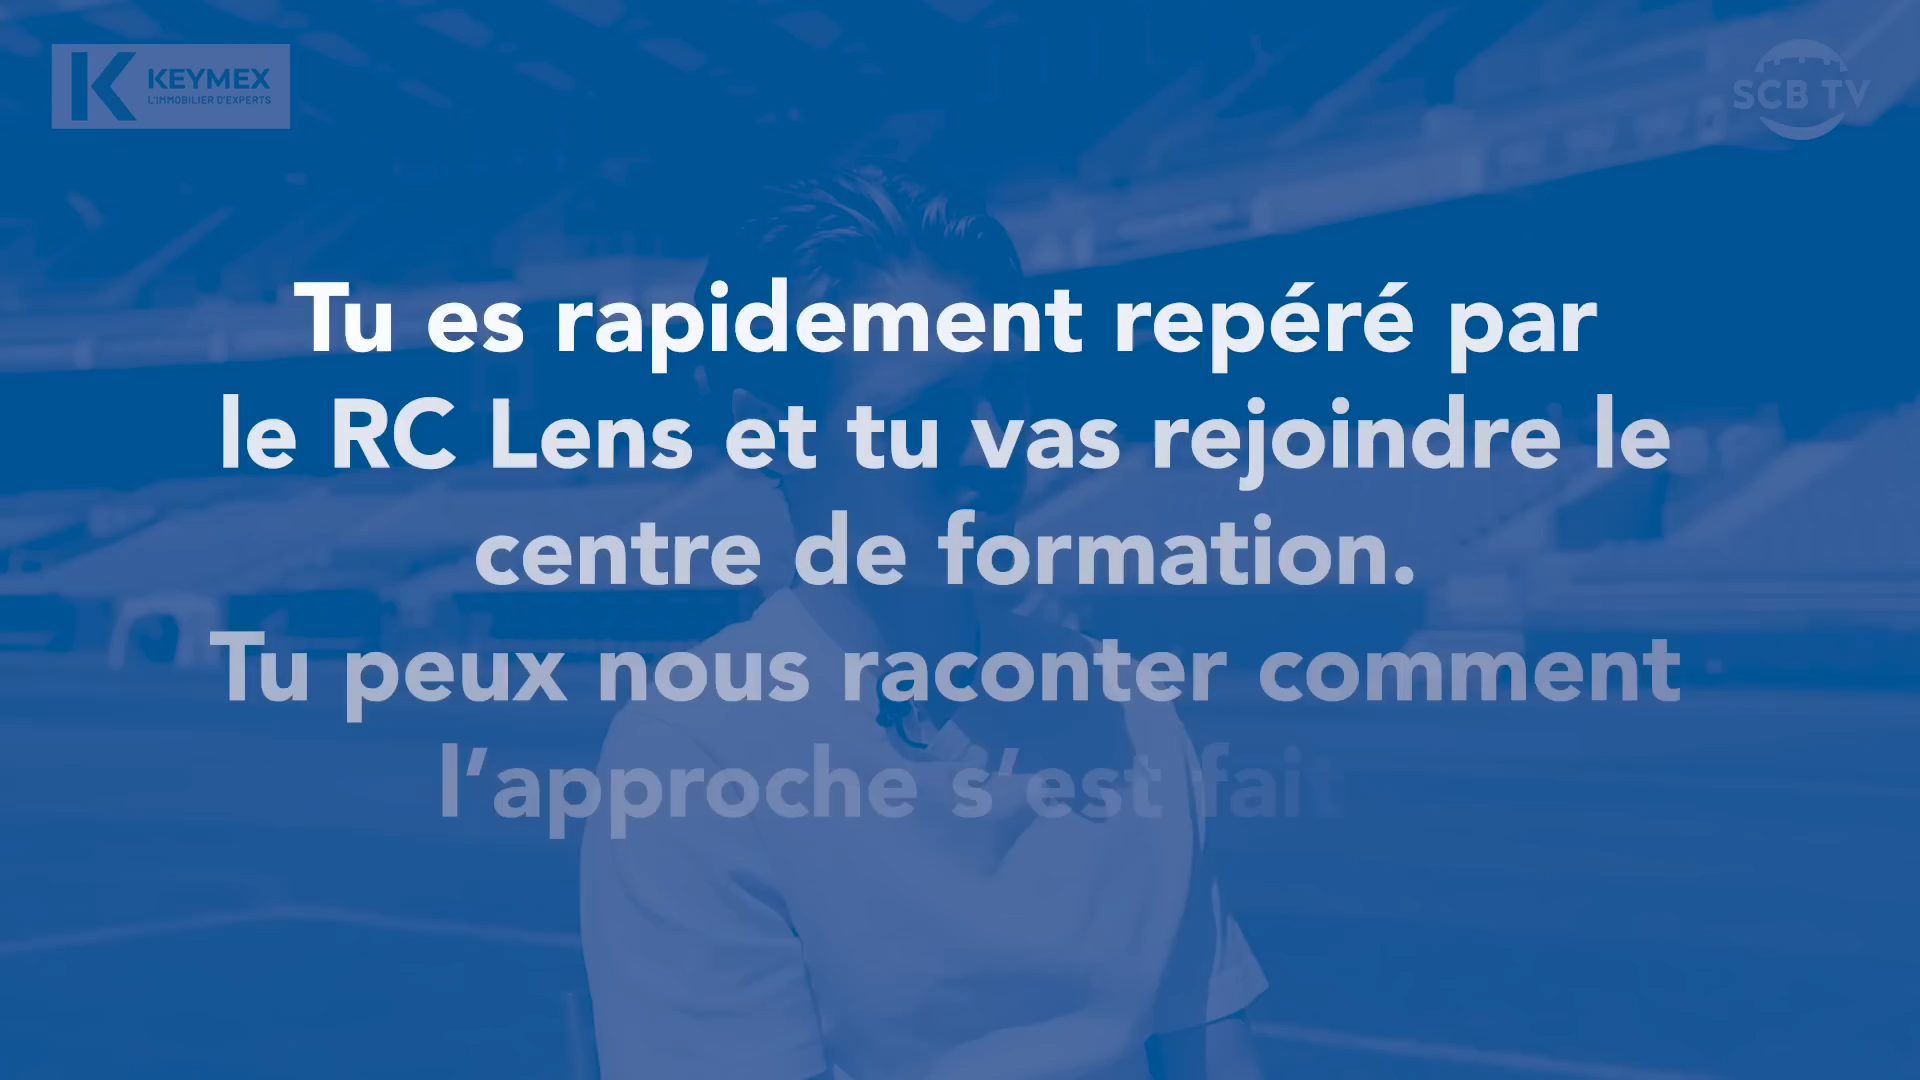 KEYMEX
L'IMMOBILIER D'EXPERTS
SCB TV
Tu es rapidement repéré par
le RC Lens et tu vas rejoindre le
centre de formation.
Tu peux nous raconter comment
l’approche s’est fait